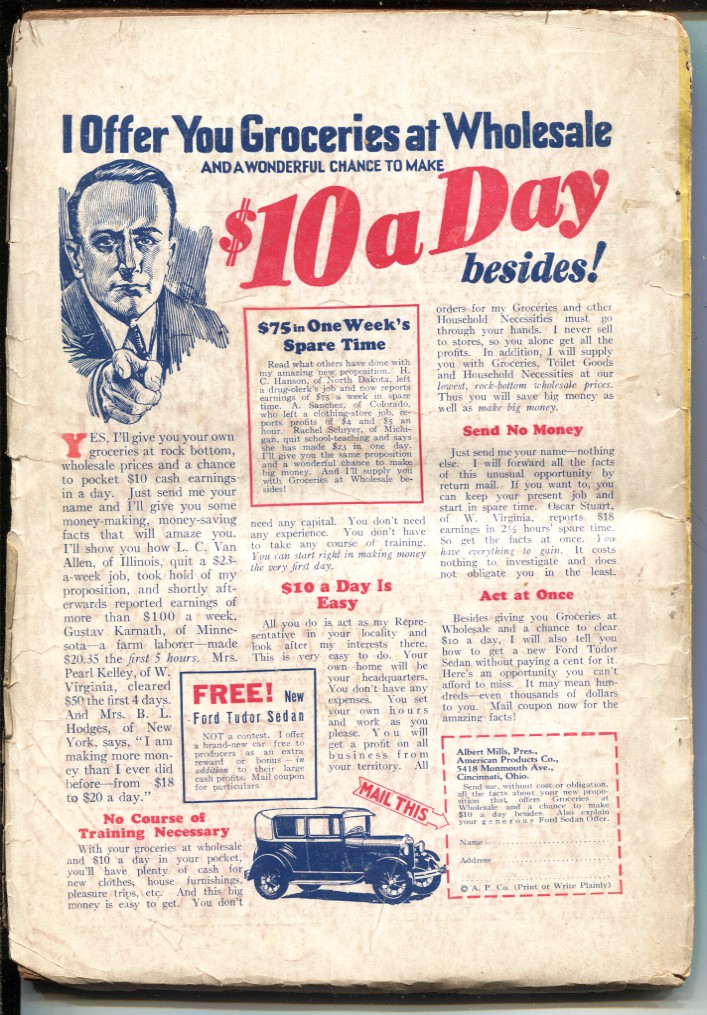 I Offer You Groceries at Wholesale
AND A WONDERFUL CHANCE TO MAKE
$10 a Day
besides!
YES, I'll give you your own
groceries at rock bottom,
wholesale prices and a chance
to pocket $10 cash earnings
in a day. Just send me your
name and I'll give you some
money-making, money-saving
facts that will amaze you.
I'll show you how L. C. Van
Allen, of Illinois, quit a $23-
a-week job, took hold of my
proposition, and shortly aft-
erwards reported earnings of
more than $100 a week.
Gustav Karnath, of Minne-
sota—a farm laborer—made
$20.35 the first 5 hours. Mrs.
Pearl Kelley, of W.
Virginia, cleared
$50 the first 4 days.
And Mrs. B. L.
Hodges, of New
York, says, "I am
making more mon-
ey than I ever did
before—from $18
to $20 a day."
No Course of
Training Necessary
With your groceries at wholesale
and $10 a day in your pocket,
you'll have plenty of cash for
new clothes, house furnishings,
pleasure trips, etc. And this big
money is easy to get. You don't
$75 in One Week's
Spare Time
Read what others have done with
my amazing new proposition. H.
C. Hanson, of North Dakota, left
a drug-clerk's job and now reports
earnings of $75 a week in spare
time. A. Sanchez, of Colorado,
who left a clothing-store job, re-
ports profits of $4 and $5 an
hour. Rachel Schryer, of Michi-
gan, quit school-teaching and says
she has made $23 in one day.
I'll give you the same proposition
and a wonderful chance to make
big money. And I'll supply you
with Groceries at Wholesale be-
sides!
need any capital. You don't need
any experience. You don't have
to take any course of training.
You can start right in making money
the very first day.
$10 a Day Is
Easy
All you do is act as my Repre-
sentative in your locality and
look after my interests there.
This is very easy to do. Your
own home will be
your headquarters.
You don't have any
expenses. You set
your own hours
and work as you
please. You will
get a profit on all
business from
your territory. All
FREE! New
Ford Tudor Sedan
NOT a contest. I offer
a brand-new car free to
producers as an extra
reward or bonus—in
addition to their large
cash profits. Mail coupon
for particulars.
orders for my Groceries and other
Household Necessities must go
through your hands. I never sell
to stores, so you alone get all the
profits. In addition, I will supply
you with Groceries, Toilet Goods
and Household Necessities at our
lowest, rock-bottom wholesale prices.
Thus you will save big money as
well as make big money.
Send No Money
Just send me your name—nothing
else. I will forward all the facts
of this unusual opportunity by
return mail. If you want to, you
can keep your present job and
start in spare time. Oscar Stuart,
of W. Virginia, reports $18
earnings in 2½ hours' spare time.
So get the facts at once. You
have everything to gain. It costs
nothing to investigate and does
not obligate you in the least.
Act at Once
Besides giving you Groceries at
Wholesale and a chance to clear
$10 a day, I will also tell you
how to get a new Ford Tudor
Sedan without paying a cent for it.
Here's an opportunity you can't
afford to miss. It may mean hun-
dreds—even thousands of dollars
to you. Mail coupon now for the
amazing facts!
MAIL THIS
Albert Mills, Pres.,
American Products Co.,
5418 Monmouth Ave.,
Cincinnati, Ohio.
Send me, without cost or obligation,
all the facts about your new propo-
sition that offers Groceries at
Wholesale and a chance to make
$10 a day besides. Also explain
your generous Ford Sedan Offer.
Name
Address
© A. P. Co. (Print or Write Plainly)